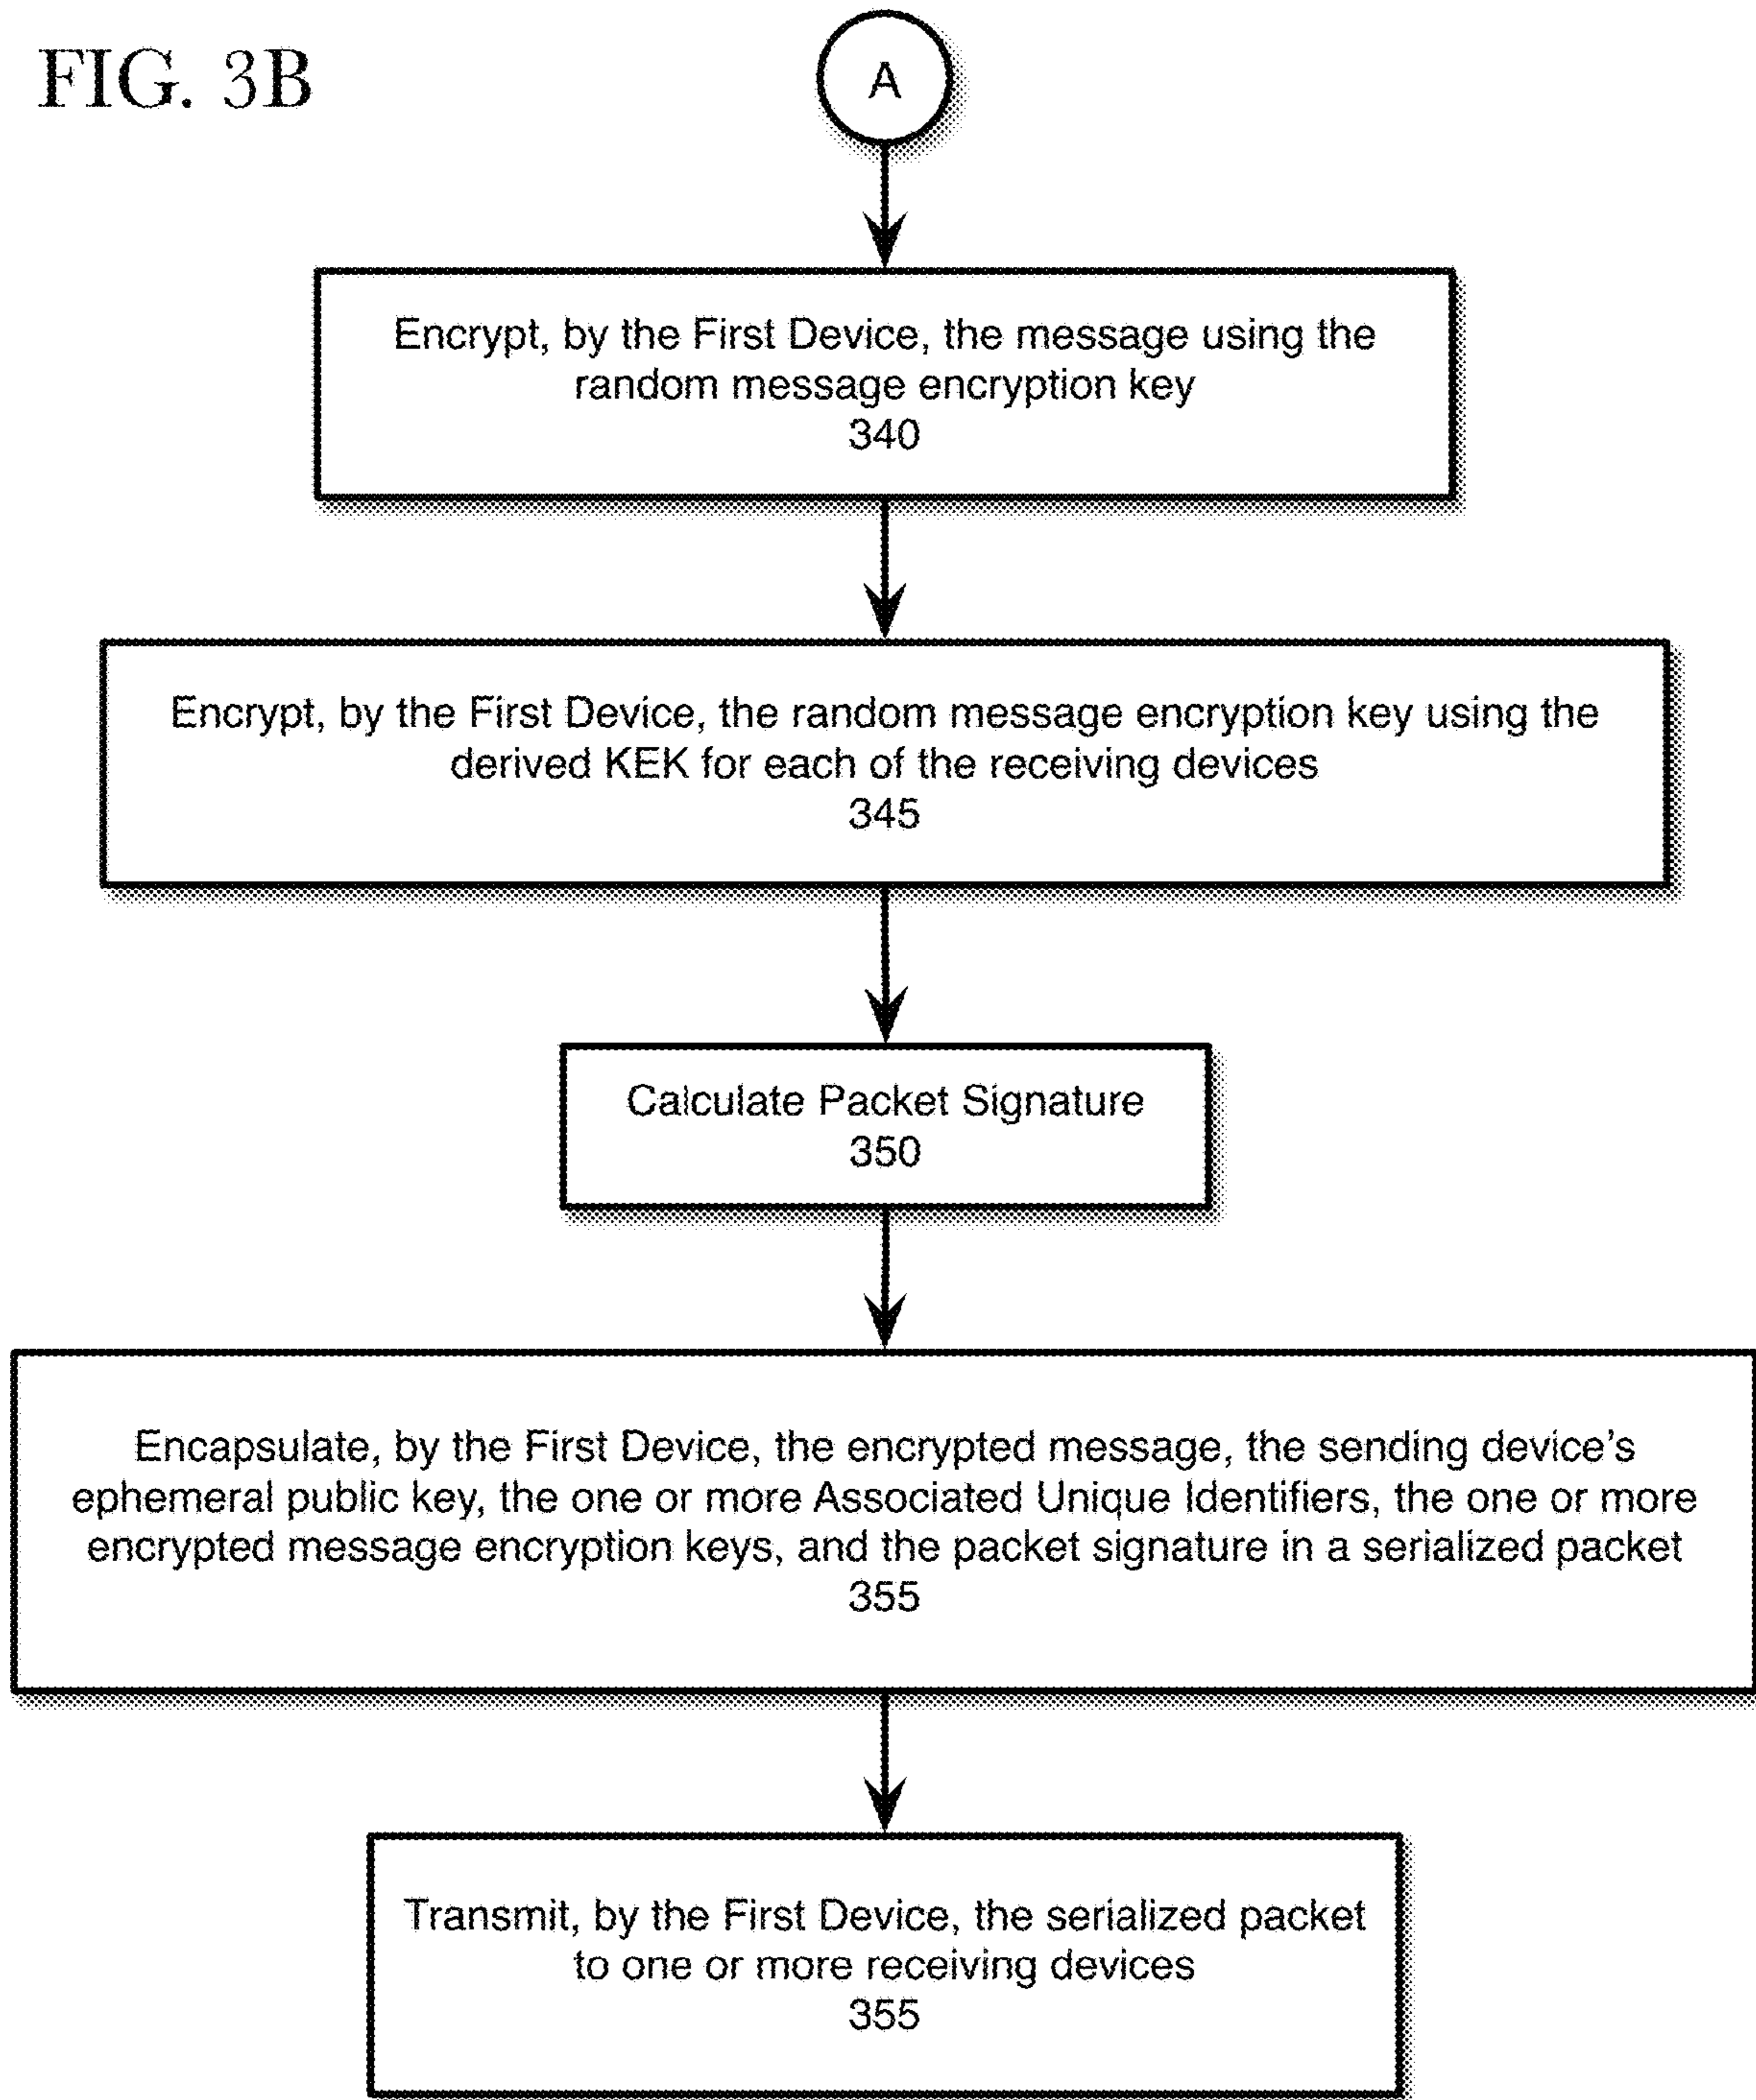 FIG. 3B
A
Encrypt, by the First Device, the message using the
random message encryption key
340
Encrypt, by the First Device, the random message encryption key using the
derived KEK for each of the receiving devices
345
Calculate Packet Signature
350
Encapsulate, by the First Device, the encrypted message, the sending device's
ephemeral public key, the one or more Associated Unique Identifiers, the one or more
encrypted message encryption keys, and the packet signature in a serialized packet
355
Transmit, by the First Device, the serialized packet
to one or more receiving devices
355